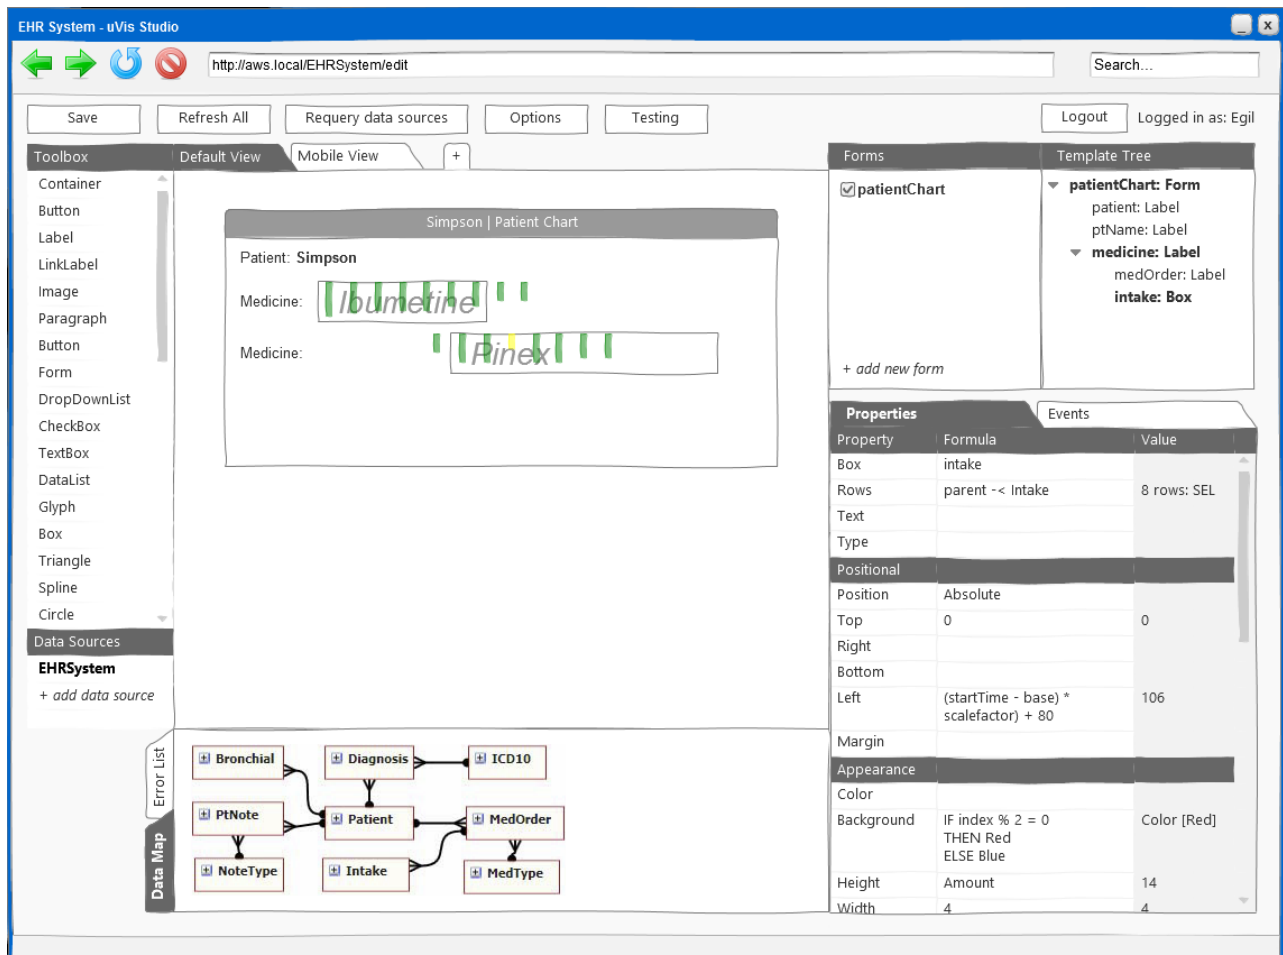 EHR System - uVis Studio
http://aws.local/EHRSystem/edit
Search...
Save
Refresh All
Requery data sources
Options
Testing
Logout
Logged in as: Egil
Toolbox
Container
Button
Label
LinkLabel
Image
Paragraph
Button
Form
DropDownList
CheckBox
TextBox
DataList
Glyph
Box
Triangle
Spline
Circle
Data Sources
EHRSystem
+ add data source
Default View
Mobile View
+
Simpson | Patient Chart
Patient: Simpson
Medicine:
Ibumetine
Medicine:
Pinex
Forms
patientChart
+ add new form
Template Tree
patientChart: Form
patient: Label
ptName: Label
medicine: Label
medOrder: Label
intake: Box
Properties
Events
Property Formula Value
Box intake
Rows parent -< Intake 8 rows: SEL
Text
Type
Positional
Position Absolute
Top 0 0
Right
Bottom
Left (startTime - base) * 106
scalefactor) + 80
Margin
Appearance
Color
Background IF index % 2 = 0 Color [Red]
THEN Red
ELSE Blue
Height Amount 14
Width 4 4
Error List
Data Map
Bronchial
Diagnosis
ICD10
PtNote
Patient
MedOrder
NoteType
Intake
MedType